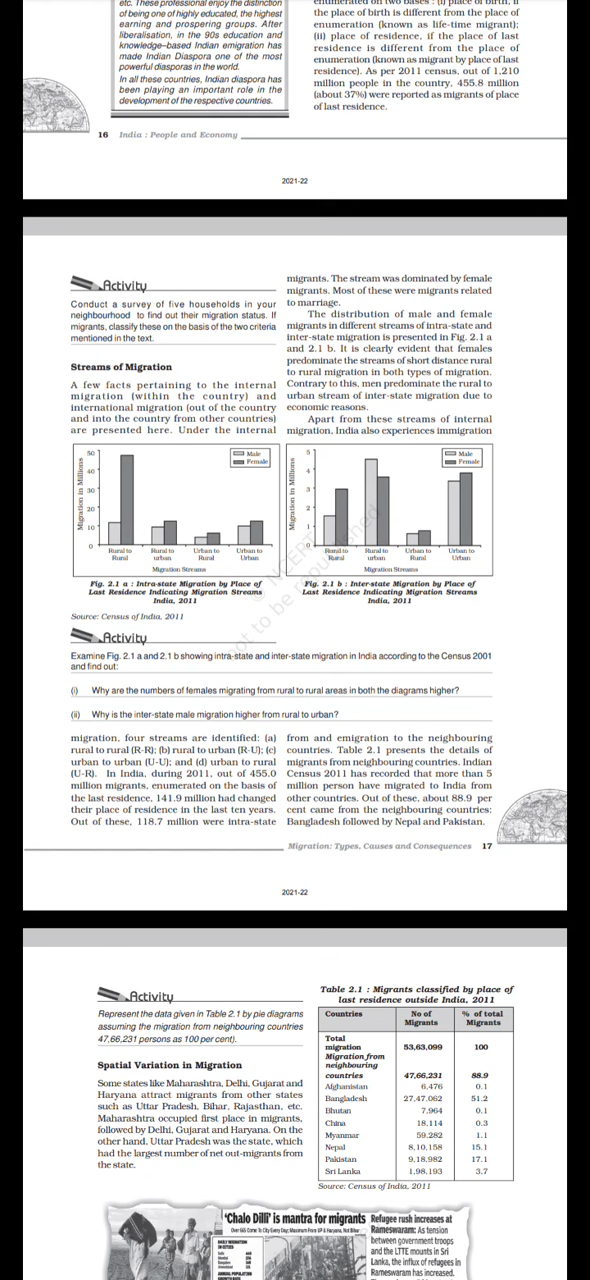 etc. These professional enjoy the distinction
of being one of highly educated, the highest
earning and prospering groups. After
liberalisation, in the 90s education and
knowledge–based Indian emigration has
made Indian Diaspora one of the most
powerful diasporas in the world.
In all these countries, Indian diaspora has
been playing an important role in the
development of the respective countries.
enumerated on two bases : (i) place of birth, if
the place of birth is different from the place of
enumeration (known as life-time migrant);
(ii) place of residence, if the place of last
residence is different from the place of
enumeration (known as migrant by place of last
residence). As per 2011 census, out of 1,210
million people in the country, 455.8 million
(about 37%) were reported as migrants of place
of last residence.
16 India : People and Economy
2021-22
Activity
Conduct a survey of five households in your
neighbourhood to find out their migration status. If
migrants, classify these on the basis of the two criteria
mentioned in the text.
Streams of Migration
A few facts pertaining to the internal
migration (within the country) and
international migration (out of the country
and into the country from other countries)
are presented here. Under the internal
migrants. The stream was dominated by female
migrants. Most of these were migrants related
to marriage.
The distribution of male and female
migrants in different streams of intra-state and
inter-state migration is presented in Fig. 2.1 a
and 2.1 b. It is clearly evident that females
predominate the streams of short distance rural
to rural migration in both types of migration.
Contrary to this, men predominate the rural to
urban stream of inter-state migration due to
economic reasons.
Apart from these streams of internal
migration, India also experiences immigration
Migration in Millions
50
40
30
20
10
0
Male
Female
Rural to Rural
Rural to urban
Urban to Rural
Urban to Urban
Migration Streams
Fig. 2.1 a : Intra-state Migration by Place of
Last Residence Indicating Migration Streams
India, 2011
Migration in Millions
5
4
3
2
1
0
Male
Female
Rural to Rural
Rural to urban
Urban to Rural
Urban to Urban
Migration Streams
Fig. 2.1 b : Inter-state Migration by Place of
Last Residence Indicating Migration Streams
India, 2011
© NCERT
not to be republished
Source: Census of India, 2011
Activity
Examine Fig. 2.1 a and 2.1 b showing intra-state and inter-state migration in India according to the Census 2001
and find out:
(i) Why are the numbers of females migrating from rural to rural areas in both the diagrams higher?
(ii) Why is the inter-state male migration higher from rural to urban?
migration, four streams are identified: (a)
rural to rural (R-R); (b) rural to urban (R-U); (c)
urban to urban (U-U); and (d) urban to rural
(U-R). In India, during 2011, out of 455.0
million migrants, enumerated on the basis of
the last residence, 141.9 million had changed
their place of residence in the last ten years.
Out of these, 118.7 million were intra-state
from and emigration to the neighbouring
countries. Table 2.1 presents the details of
migrants from neighbouring countries. Indian
Census 2011 has recorded that more than 5
million person have migrated to India from
other countries. Out of these, about 88.9 per
cent came from the neighbouring countries:
Bangladesh followed by Nepal and Pakistan.
Migration: Types, Causes and Consequences 17
2021-22
Activity
Represent the data given in Table 2.1 by pie diagrams
assuming the migration from neighbouring countries
47,66,231 persons as 100 per cent).
Spatial Variation in Migration
Some states like Maharashtra, Delhi, Gujarat and
Haryana attract migrants from other states
such as Uttar Pradesh, Bihar, Rajasthan, etc.
Maharashtra occupied first place in migrants,
followed by Delhi, Gujarat and Haryana. On the
other hand, Uttar Pradesh was the state, which
had the largest number of net out-migrants from
the state.
Table 2.1 : Migrants classified by place of
last residence outside India, 2011
Countries No of Migrants % of total Migrants
Total migration 53,63,099 100
Migration from neighbouring countries 47,66,231 88.9
Afghanistan 6,476 0.1
Bangladesh 27,47,062 51.2
Bhutan 7,964 0.1
China 18,114 0.3
Myanmar 59,282 1.1
Nepal 8,10,158 15.1
Pakistan 9,18,982 17.1
Sri Lanka 1,98,193 3.7
Source: Census of India, 2011
'Chalo Dilli' is mantra for migrants
Over 665 Come To City Every Day; Maximum From UP & Haryana, Not Bihar
Refugee rush increases at
Rameswaram: As tension
between government troops
and the LTTE mounts in Sri
Lanka, the influx of refugees in
Rameswaram has increased.